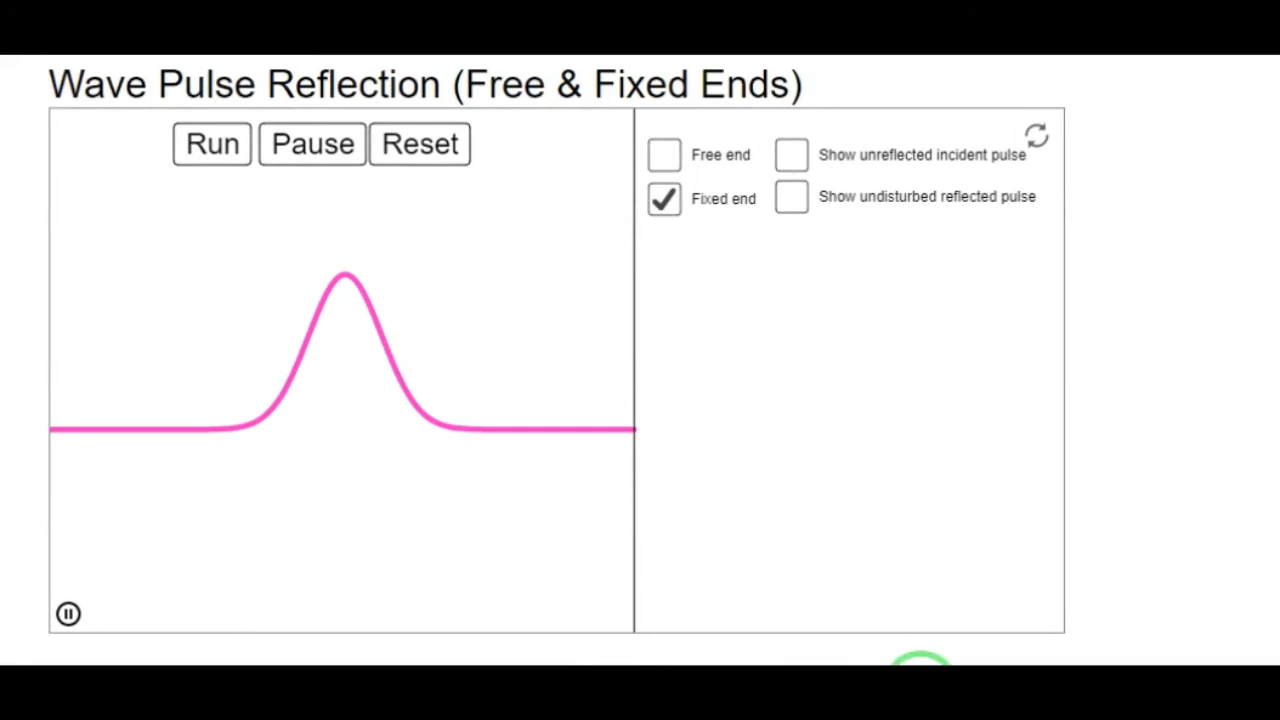 Wave Pulse Reflection (Free & Fixed Ends)
Run Pause Reset
Free end Show unreflected incident pulse
Fixed end Show undisturbed reflected pulse